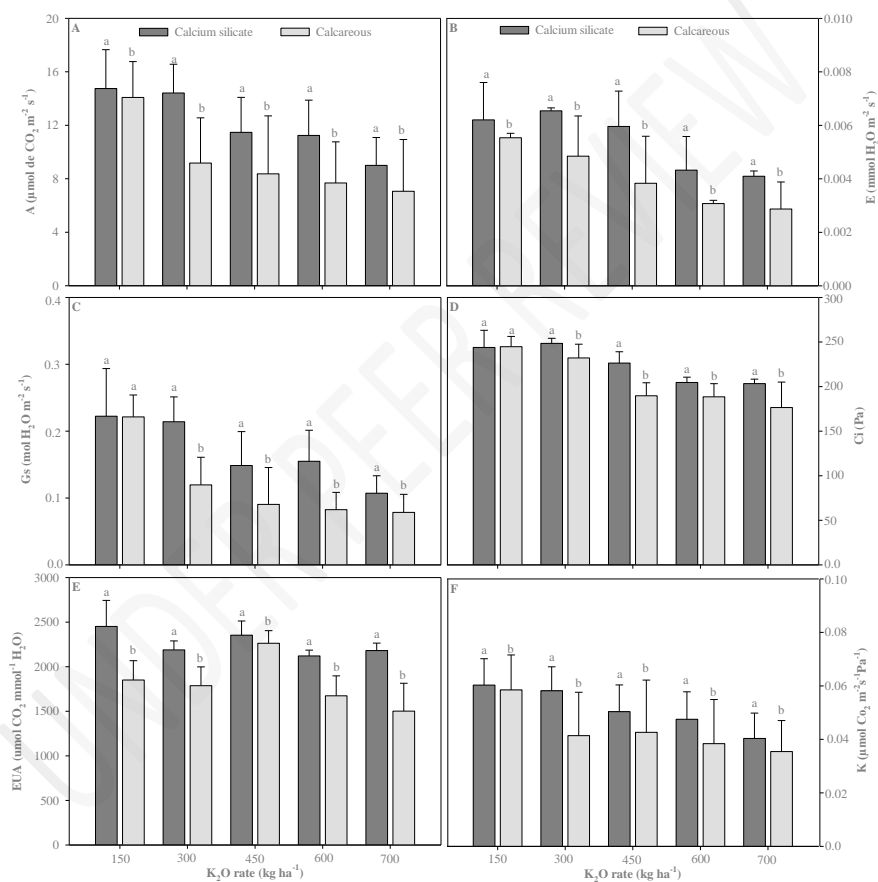 A
Calcium silicate
Calcareous
20
16
12
8
4
0
A (µmol de CO2 m-2 s-1)
a
b
a
b
a
b
a
b
a
b
B
Calcium silicate
Calcareous
0.010
0.008
0.006
0.004
0.002
0.000
E (mmol H2O m-2 s-1)
a
b
a
b
a
b
a
b
a
b
C
0.4
0.3
0.2
0.1
0.0
Gs (mol H2O m-2 s-1)
a
a
a
b
a
b
a
b
a
b
D
300
250
200
150
100
50
0
Ci (Pa)
a
a
a
b
a
b
a
b
a
b
E
3000
2500
2000
1500
1000
500
0
EUA (umol CO2 mmol-1 H2O)
a
b
a
b
a
b
a
b
a
b
150 300 450 600 700
K2O rate (kg ha-1)
F
0.10
0.08
0.06
0.04
0.02
0.00
K (µmol Co2 m-2s-1Pa-1)
a
b
a
b
a
b
a
b
a
b
150 300 450 600 700
K2O rate (kg ha-1)
UNDER PEER REVIEW